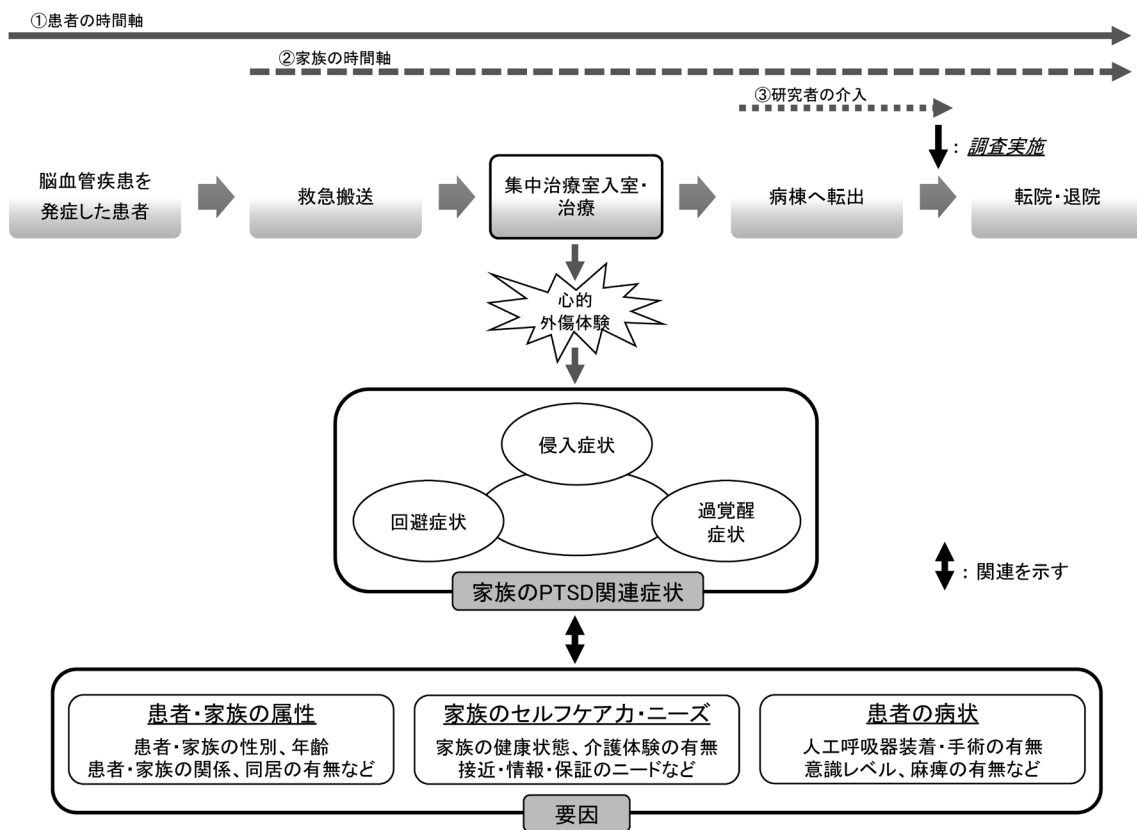 ①患者の時間軸
②家族の時間軸
③研究者の介入
：調査実施
脳血管疾患を
発症した患者
救急搬送
集中治療室入室・
治療
病棟へ転出
転院・退院
心的
外傷体験
侵入症状
回避症状
過覚醒
症状
家族のPTSD関連症状
：関連を示す
患者・家族の属性
患者・家族の性別、年齢
患者・家族の関係、同居の有無など
家族のセルフケア力・ニーズ
家族の健康状態、介護体験の有無
接近・情報・保証のニードなど
患者の病状
人工呼吸器装着・手術の有無
意識レベル、麻痺の有無など
要因